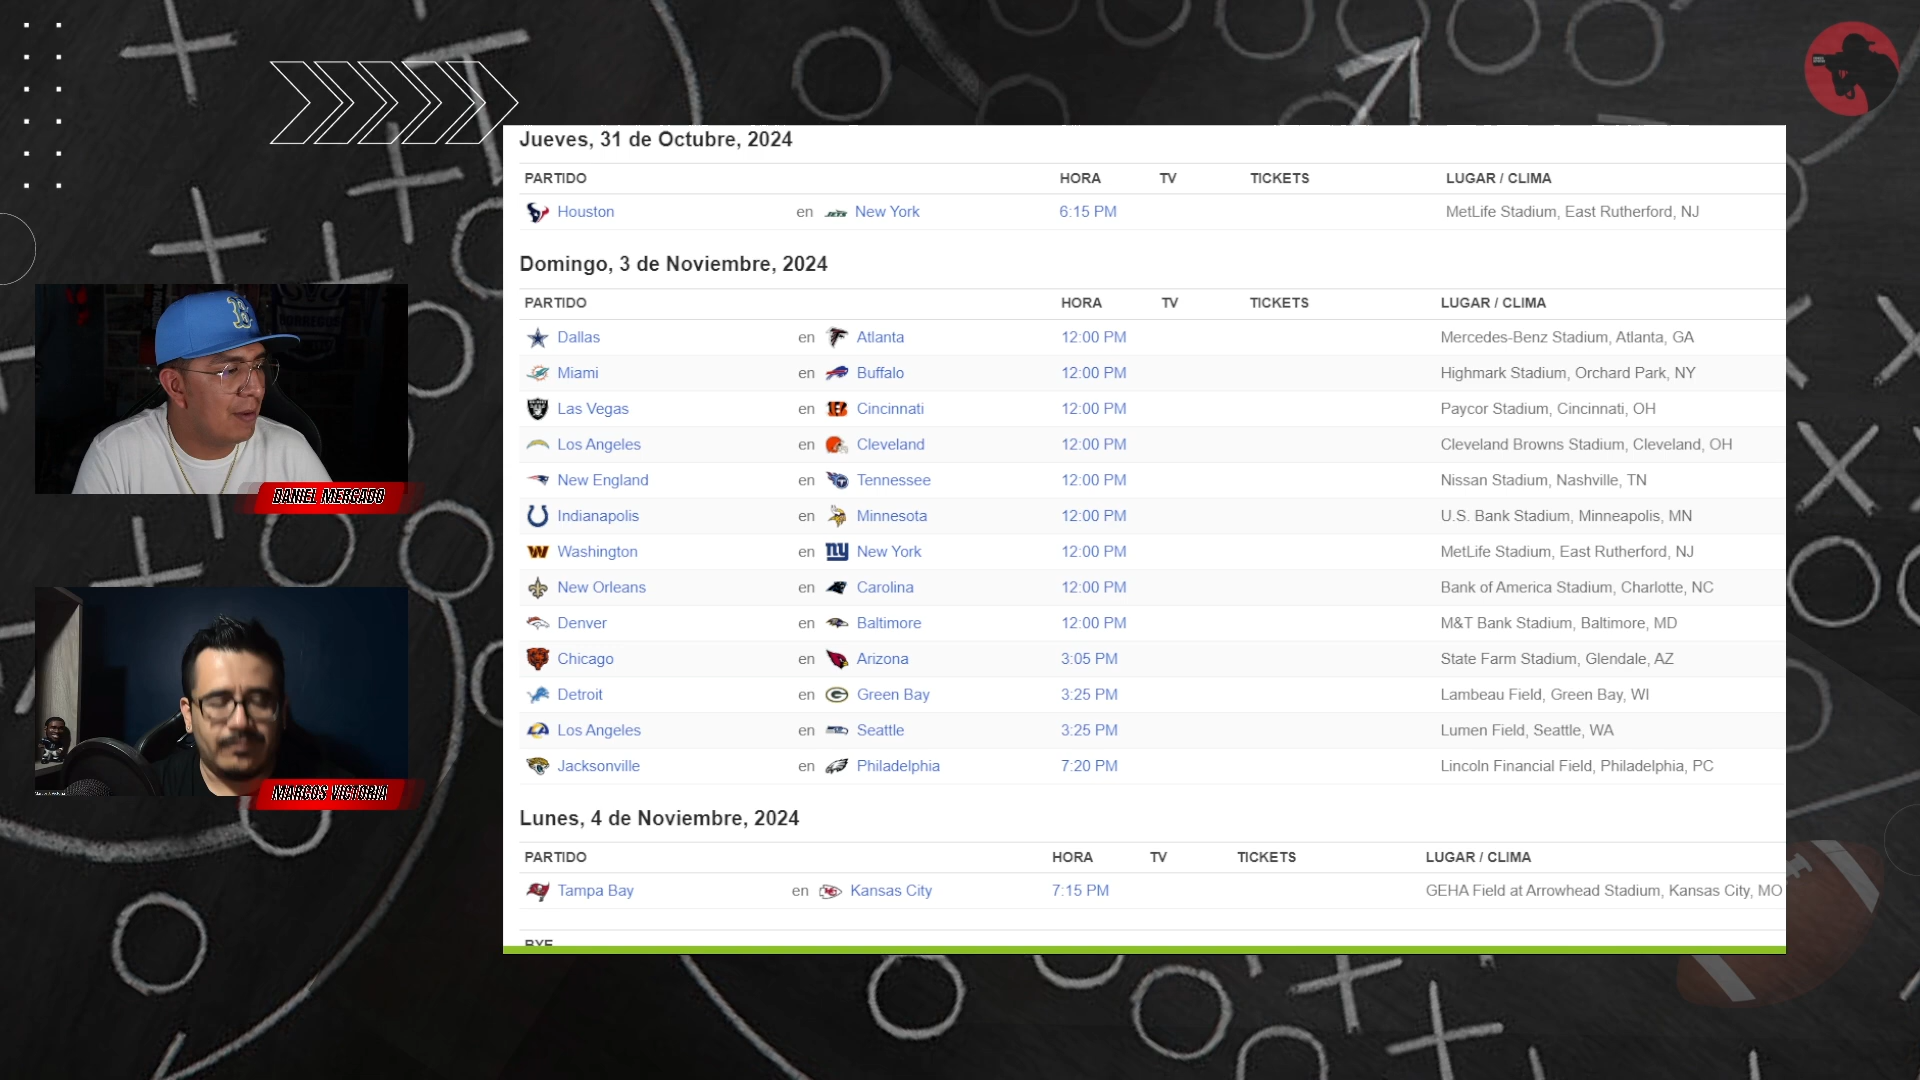 Jueves, 31 de Octubre, 2024
PARTIDO HORA TV TICKETS LUGAR / CLIMA
Houston en New York 6:15 PM MetLife Stadium, East Rutherford, NJ
Domingo, 3 de Noviembre, 2024
PARTIDO HORA TV TICKETS LUGAR / CLIMA
Dallas en Atlanta 12:00 PM Mercedes-Benz Stadium, Atlanta, GA
Miami en Buffalo 12:00 PM Highmark Stadium, Orchard Park, NY
Las Vegas en Cincinnati 12:00 PM Paycor Stadium, Cincinnati, OH
Los Angeles en Cleveland 12:00 PM Cleveland Browns Stadium, Cleveland, OH
New England en Tennessee 12:00 PM Nissan Stadium, Nashville, TN
Indianapolis en Minnesota 12:00 PM U.S. Bank Stadium, Minneapolis, MN
Washington en ny New York 12:00 PM MetLife Stadium, East Rutherford, NJ
New Orleans en Carolina 12:00 PM Bank of America Stadium, Charlotte, NC
Denver en Baltimore 12:00 PM M&T Bank Stadium, Baltimore, MD
Chicago en Arizona 3:05 PM State Farm Stadium, Glendale, AZ
Detroit en Green Bay 3:25 PM Lambeau Field, Green Bay, WI
Los Angeles en Seattle 3:25 PM Lumen Field, Seattle, WA
Jacksonville en Philadelphia 7:20 PM Lincoln Financial Field, Philadelphia, PC
Lunes, 4 de Noviembre, 2024
PARTIDO HORA TV TICKETS LUGAR / CLIMA
Tampa Bay en Kansas City 7:15 PM GEHA Field at Arrowhead Stadium, Kansas City, MO
BYE
DANIEL MERCADO
MARCOS VICTORIA